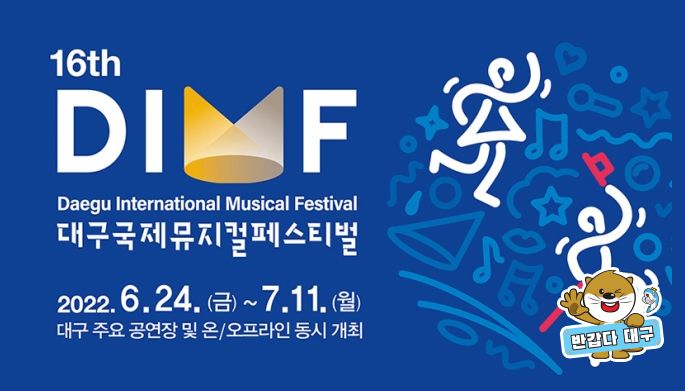 16th
DIMF
Daegu International Musical Festival
대구국제뮤지컬페스티벌
2022. 6.24. (금) ~ 7.11. (월)
대구 주요 공연장 및 온/오프라인 동시 개최
반갑다 대구